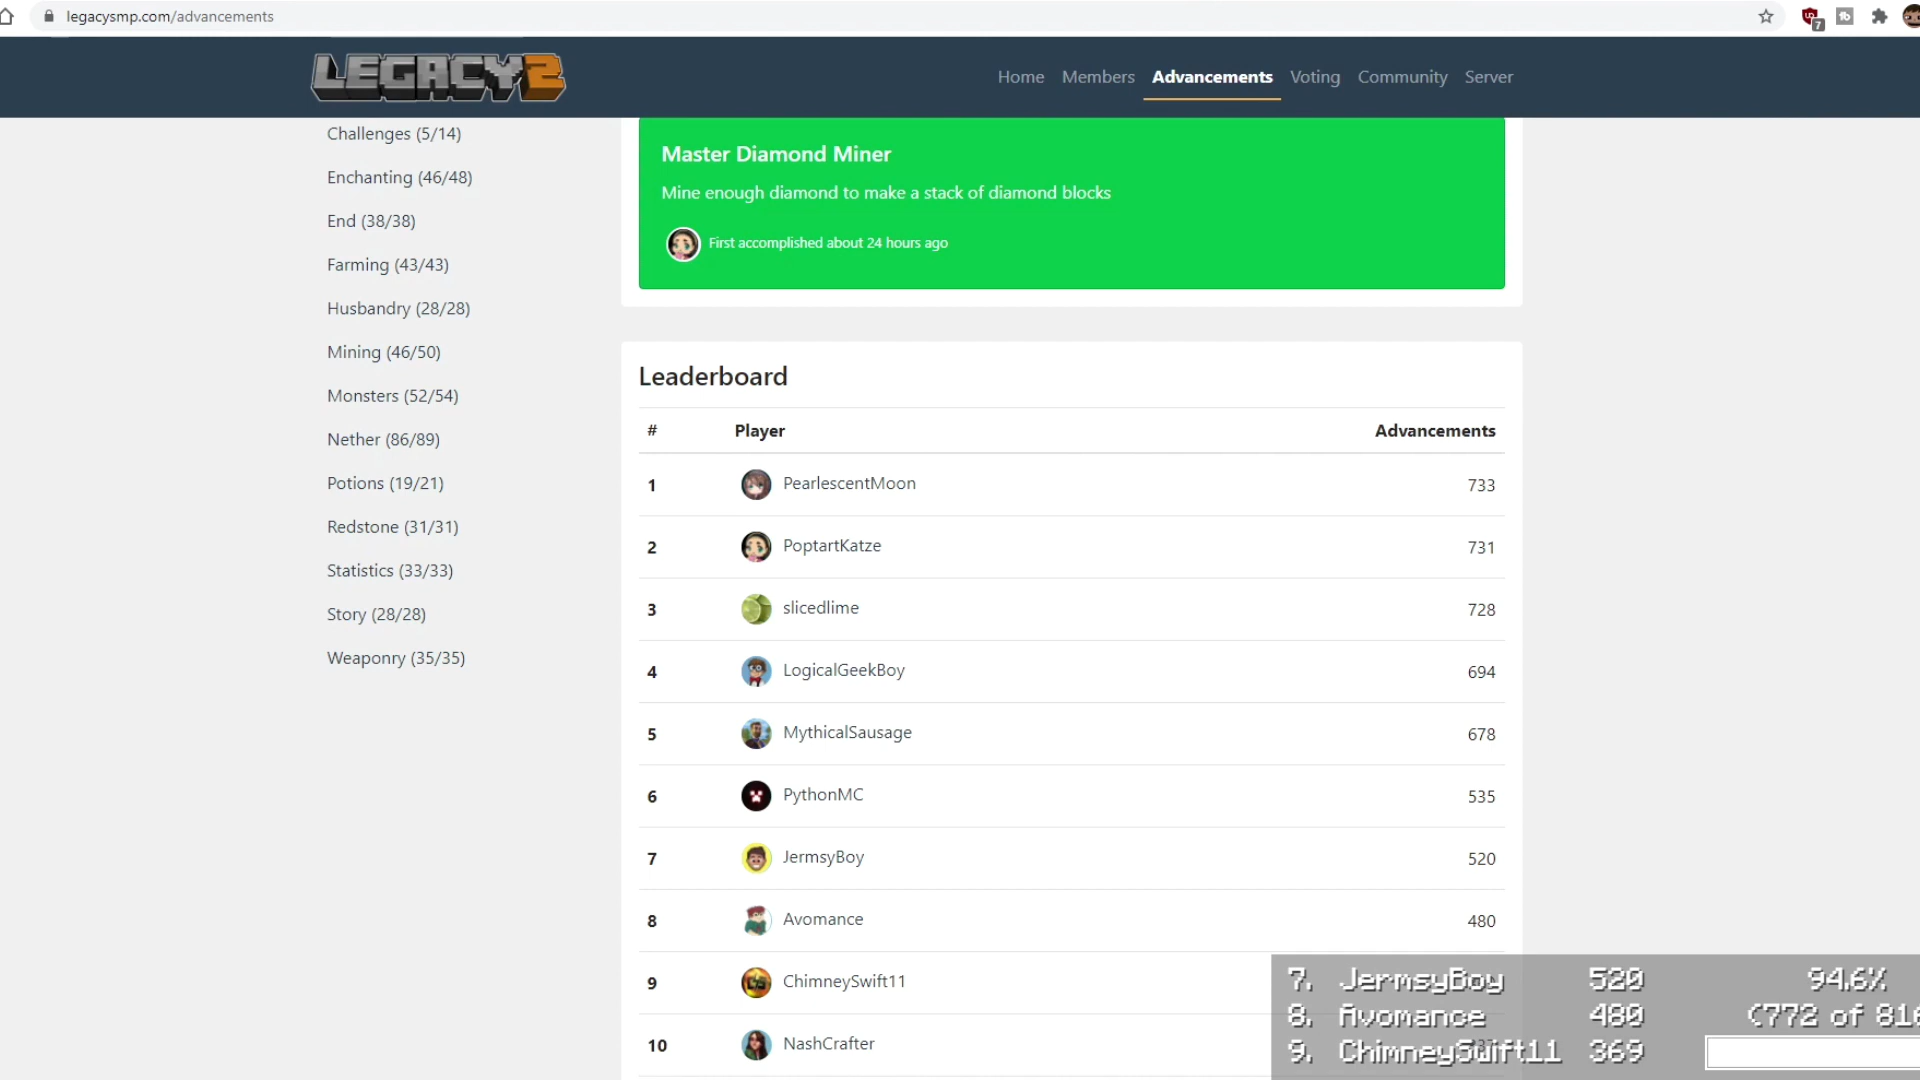 legacysmp.com/advancements
7
LEGACY2
Home Members Advancements Voting Community Server
Challenges (5/14)
Enchanting (46/48)
End (38/38)
Farming (43/43)
Husbandry (28/28)
Mining (46/50)
Monsters (52/54)
Nether (86/89)
Potions (19/21)
Redstone (31/31)
Statistics (33/33)
Story (28/28)
Weaponry (35/35)
Master Diamond Miner
Mine enough diamond to make a stack of diamond blocks
First accomplished about 24 hours ago
Leaderboard
# Player Advancements
1 PearlescentMoon 733
2 PoptartKatze 731
3 slicedlime 728
4 LogicalGeekBoy 694
5 MythicalSausage 678
6 PythonMC 535
7 JermsyBoy 520
8 Avomance 480
9 ChimneySwift11
10 NashCrafter
7. JermsyBoy 520 94.6%
8. Avomance 480 (772 of 816
9. ChimneySwift11 369